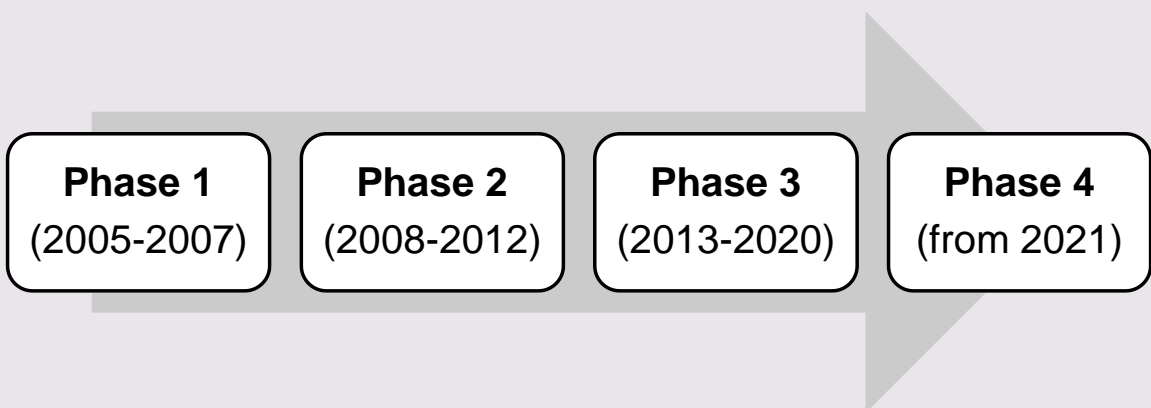 Phase 1
(2005-2007)
Phase 2
(2008-2012)
Phase 3
(2013-2020)
Phase 4
(from 2021)